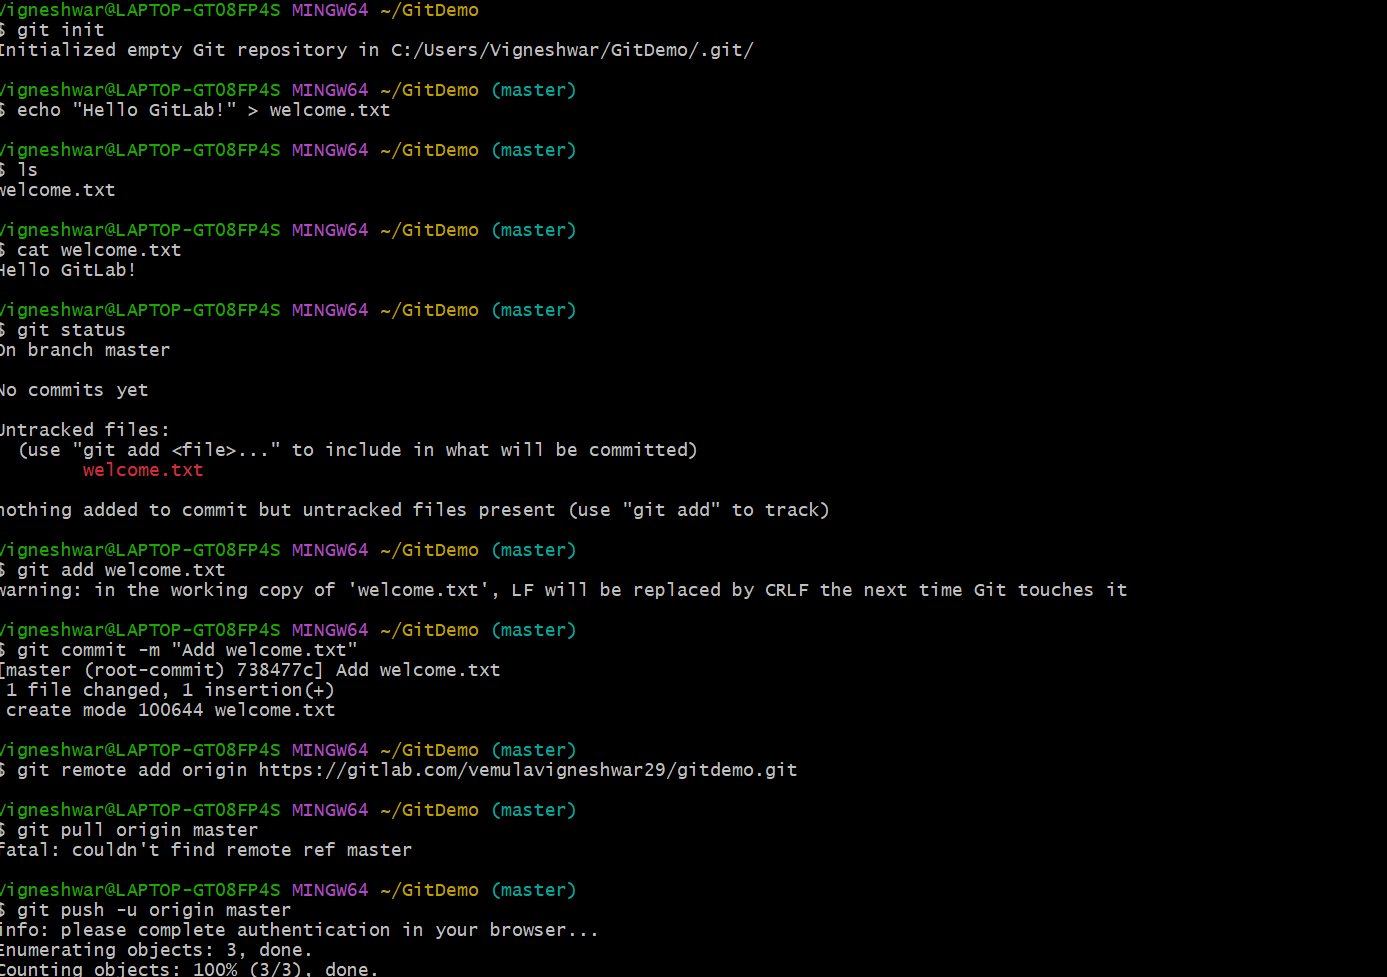 Vigneshwar@LAPTOP-GT08FP4S MINGW64 ~/GitDemo
$ git init
Initialized empty Git repository in C:/Users/Vigneshwar/GitDemo/.git/
Vigneshwar@LAPTOP-GT08FP4S MINGW64 ~/GitDemo (master)
$ echo "Hello GitLab!" > welcome.txt
Vigneshwar@LAPTOP-GT08FP4S MINGW64 ~/GitDemo (master)
$ ls
welcome.txt
Vigneshwar@LAPTOP-GT08FP4S MINGW64 ~/GitDemo (master)
$ cat welcome.txt
Hello GitLab!
Vigneshwar@LAPTOP-GT08FP4S MINGW64 ~/GitDemo (master)
$ git status
On branch master
No commits yet
Untracked files:
  (use "git add <file>..." to include in what will be committed)
        welcome.txt
nothing added to commit but untracked files present (use "git add" to track)
Vigneshwar@LAPTOP-GT08FP4S MINGW64 ~/GitDemo (master)
$ git add welcome.txt
warning: in the working copy of 'welcome.txt', LF will be replaced by CRLF the next time Git touches it
Vigneshwar@LAPTOP-GT08FP4S MINGW64 ~/GitDemo (master)
$ git commit -m "Add welcome.txt"
[master (root-commit) 738477c] Add welcome.txt
 1 file changed, 1 insertion(+)
 create mode 100644 welcome.txt
Vigneshwar@LAPTOP-GT08FP4S MINGW64 ~/GitDemo (master)
$ git remote add origin https://gitlab.com/vemulavigneshwar29/gitdemo.git
Vigneshwar@LAPTOP-GT08FP4S MINGW64 ~/GitDemo (master)
$ git pull origin master
fatal: couldn't find remote ref master
Vigneshwar@LAPTOP-GT08FP4S MINGW64 ~/GitDemo (master)
$ git push -u origin master
info: please complete authentication in your browser...
Enumerating objects: 3, done.
Counting objects: 100% (3/3), done.